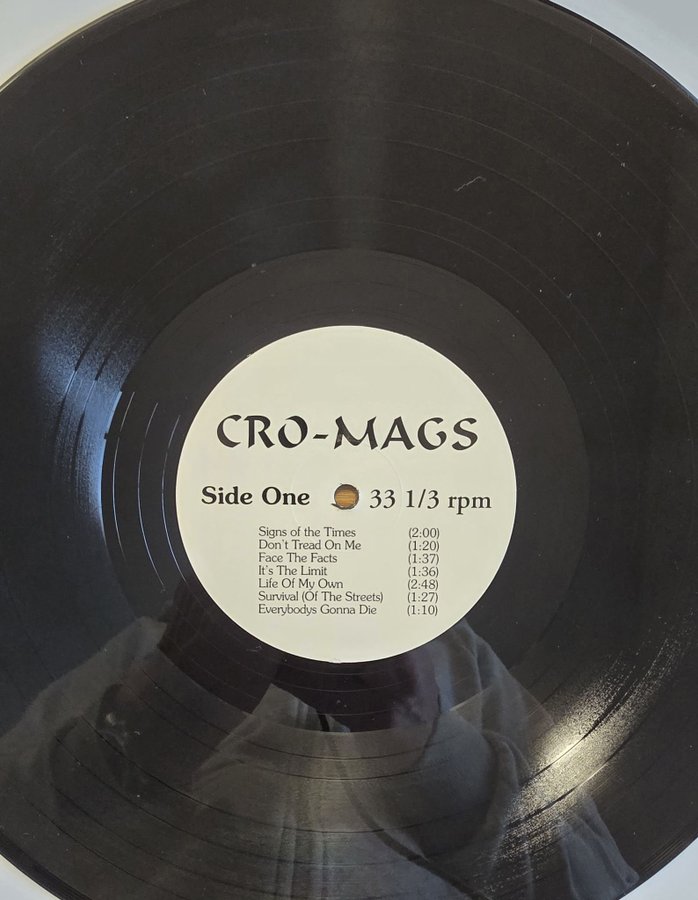 CRO-MAGS
Side One 33 1/3 rpm
Signs of the Times (2:00)
Don't Tread On Me (1:20)
Face The Facts (1:37)
It's The Limit (1:36)
Life Of My Own (2:48)
Survival (Of The Streets) (1:27)
Everybodys Gonna Die (1:10)